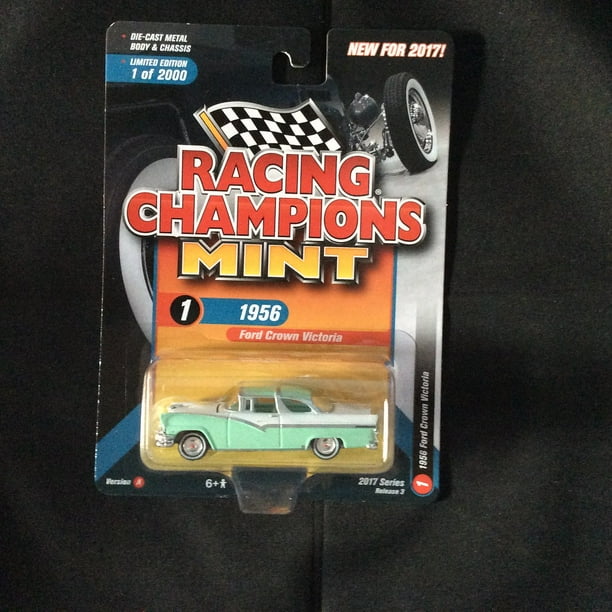 DIE-CAST METAL
BODY & CHASSIS
LIMITED EDITION
1 of 2000
NEW FOR 2017!
RACING
CHAMPIONS®
MINT
1
1956
Ford Crown Victoria
1956 Ford Crown Victoria
1
Version A
6+
2017 Series
Release 3